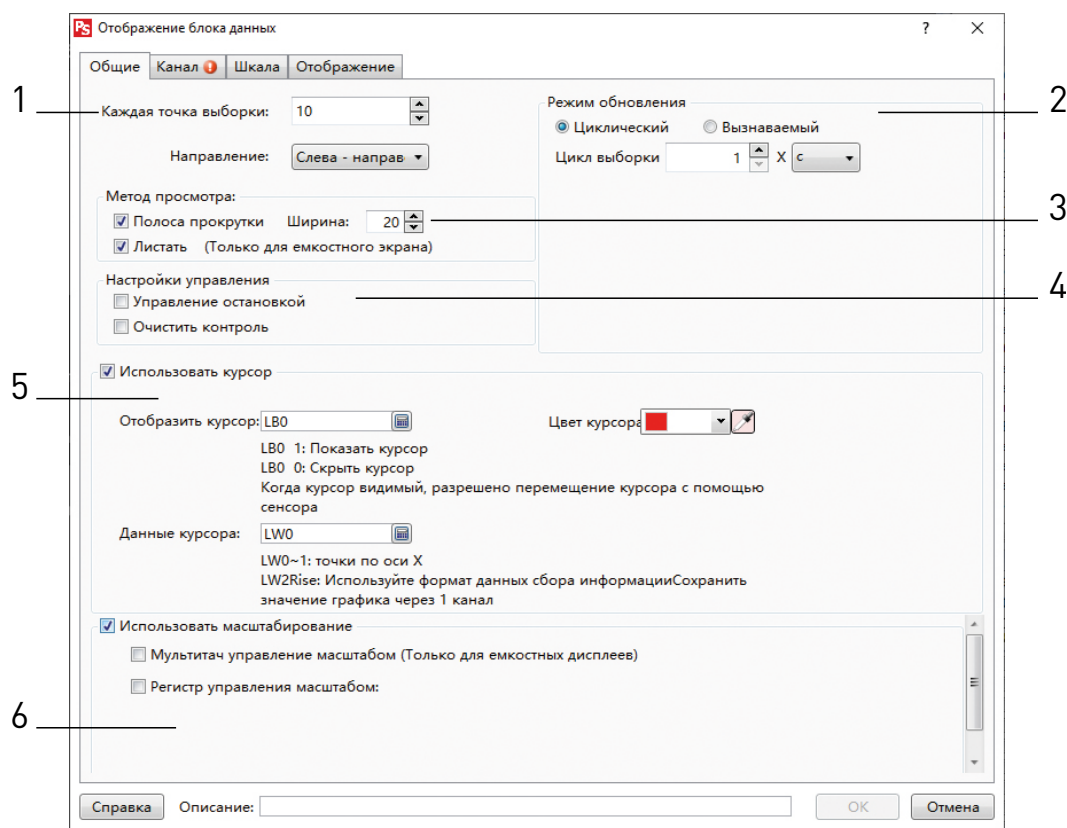 PS Отображение блока данных ?
Общие Канал Шкала Отображение
1
Каждая точка выборки: 10
Направление: Слева - направ
Режим обновления
2
Циклический Вызнаваемый
Цикл выборки 1 X с
Метод просмотра:
Полоса прокрутки Ширина: 20
3
Листать (Только для емкостного экрана)
Настройки управления
4
Управление остановкой
Очистить контроль
Использовать курсор
5
Отобразить курсор: LB0 Цвет курсора
LB0 1: Показать курсор
LB0 0: Скрыть курсор
Когда курсор видимый, разрешено перемещение курсора с помощью
сенсора
Данные курсора: LW0
LW0~1: точки по оси X
LW2Rise: Используйте формат данных сбора информацииСохранить
значение графика через 1 канал
Использовать масштабирование
Мультитач управление масштабом (Только для емкостных дисплеев)
Регистр управления масштабом:
6
Справка Описание: OK Отмена